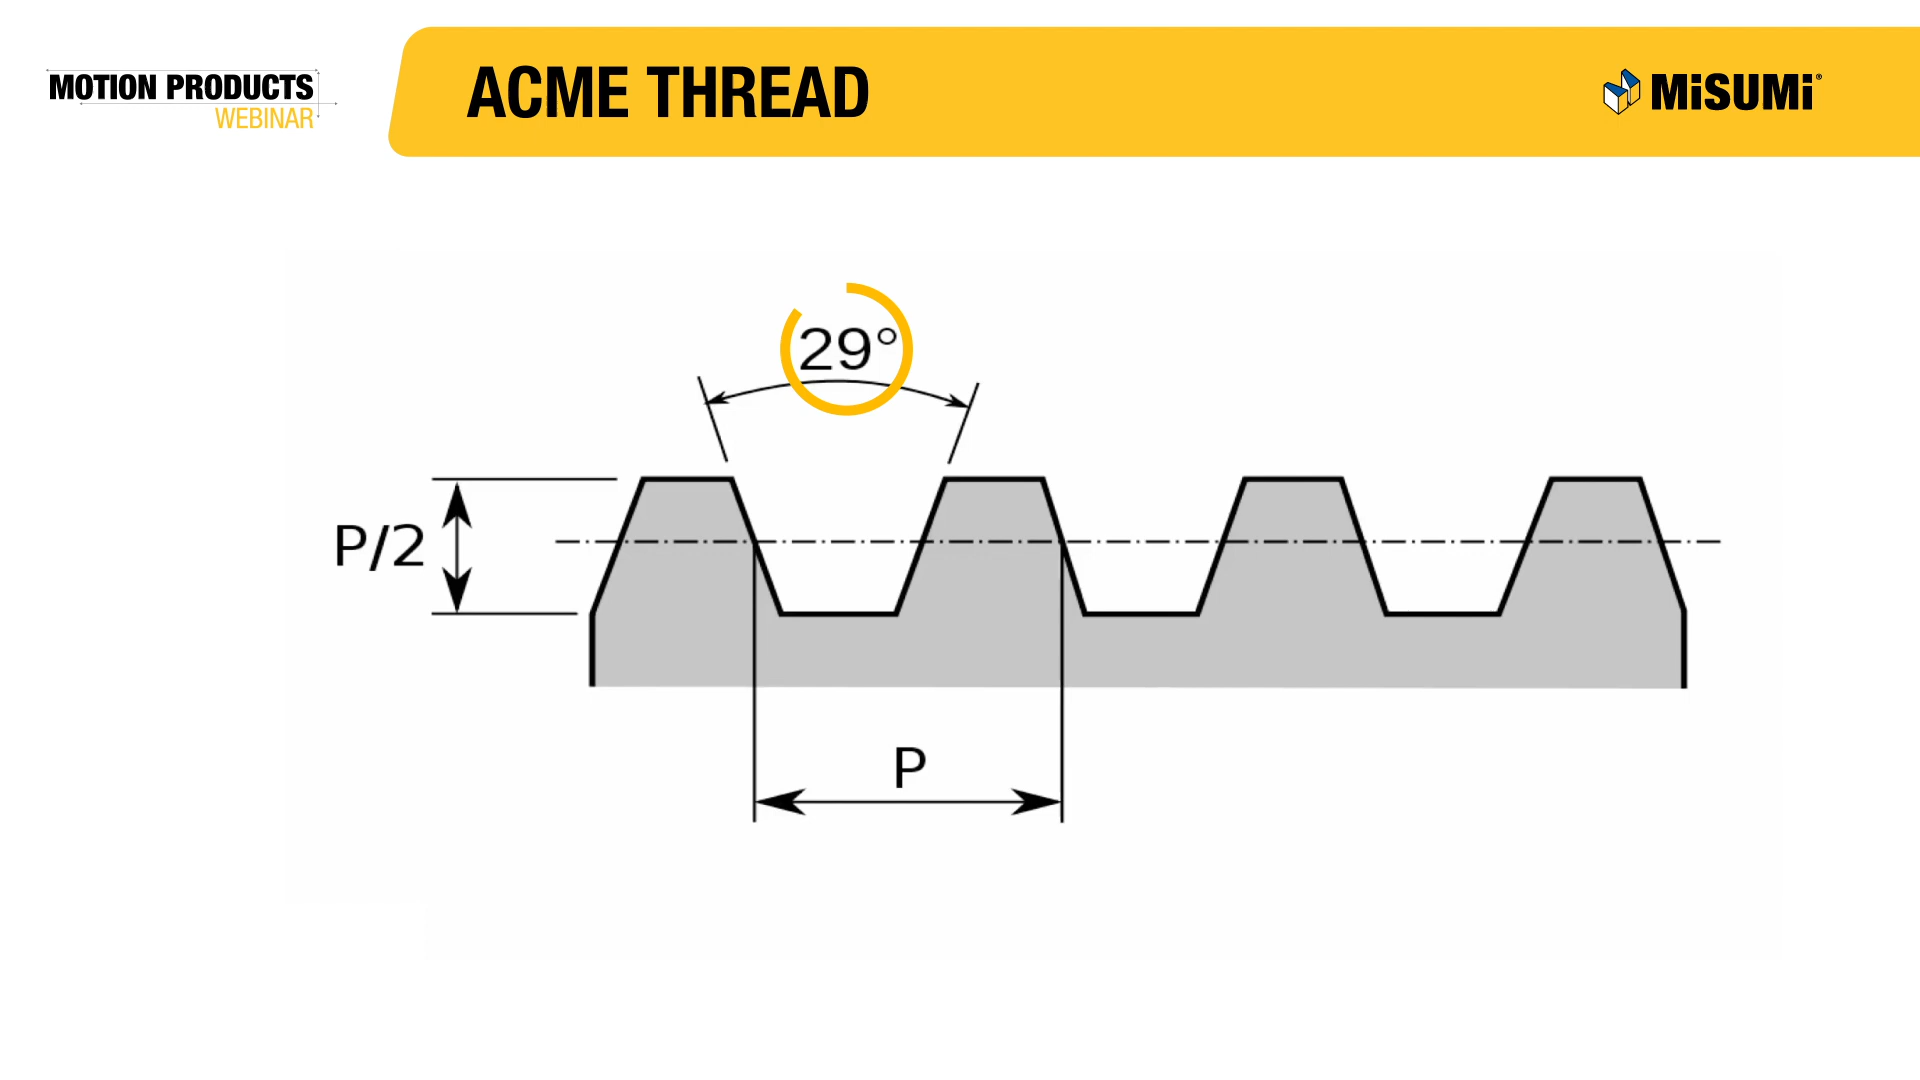 MOTION PRODUCTS
WEBINAR
ACME THREAD
MiSUMi®
29°
P/2
P